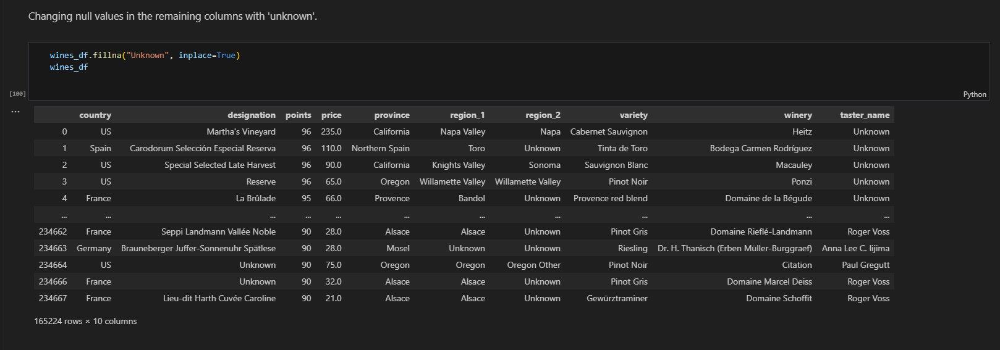 Changing null values in the remaining columns with 'unknown'.
wines_df.fillna("Unknown", inplace=True)
wines_df
[100]
Python
...
country designation points price province region_1 region_2 variety winery taster_name
0 US Martha's Vineyard 96 235.0 California Napa Valley Napa Cabernet Sauvignon Heitz Unknown
1 Spain Carodorum Selección Especial Reserva 96 110.0 Northern Spain Toro Unknown Tinta de Toro Bodega Carmen Rodríguez Unknown
2 US Special Selected Late Harvest 96 90.0 California Knights Valley Sonoma Sauvignon Blanc Macauley Unknown
3 US Reserve 96 65.0 Oregon Willamette Valley Willamette Valley Pinot Noir Ponzi Unknown
4 France La Brûlade 95 66.0 Provence Bandol Unknown Provence red blend Domaine de la Bégude Unknown
... ... ... ... ... ... ... ... ... ... ...
234662 France Seppi Landmann Vallée Noble 90 28.0 Alsace Alsace Unknown Pinot Gris Domaine Rieflé-Landmann Roger Voss
234663 Germany Brauneberger Juffer-Sonnenuhr Spätlese 90 28.0 Mosel Unknown Unknown Riesling Dr. H. Thanisch (Erben Müller-Burggraef) Anna Lee C. Iijima
234664 US Unknown 90 75.0 Oregon Oregon Oregon Other Pinot Noir Citation Paul Gregutt
234666 France Unknown 90 32.0 Alsace Alsace Unknown Pinot Gris Domaine Marcel Deiss Roger Voss
234667 France Lieu-dit Harth Cuvée Caroline 90 21.0 Alsace Alsace Unknown Gewürztraminer Domaine Schoffit Roger Voss
165224 rows × 10 columns